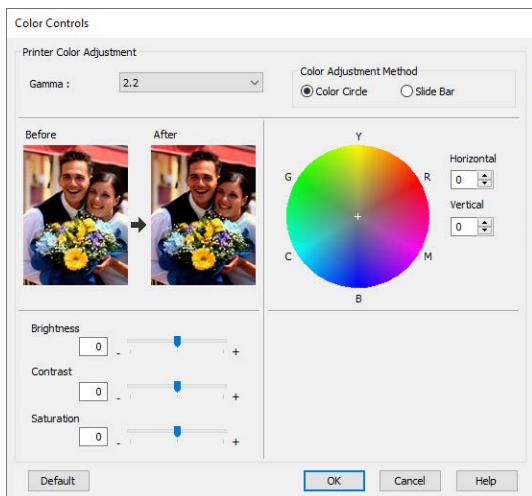 Color Controls
Printer Color Adjustment
Gamma :
2.2
Color Adjustment Method
Color Circle
Slide Bar
Before
After
Y
G
R
C
M
B
Horizontal
0
Vertical
0
Brightness
0
-
+
Contrast
0
-
+
Saturation
0
-
+
Default
OK
Cancel
Help